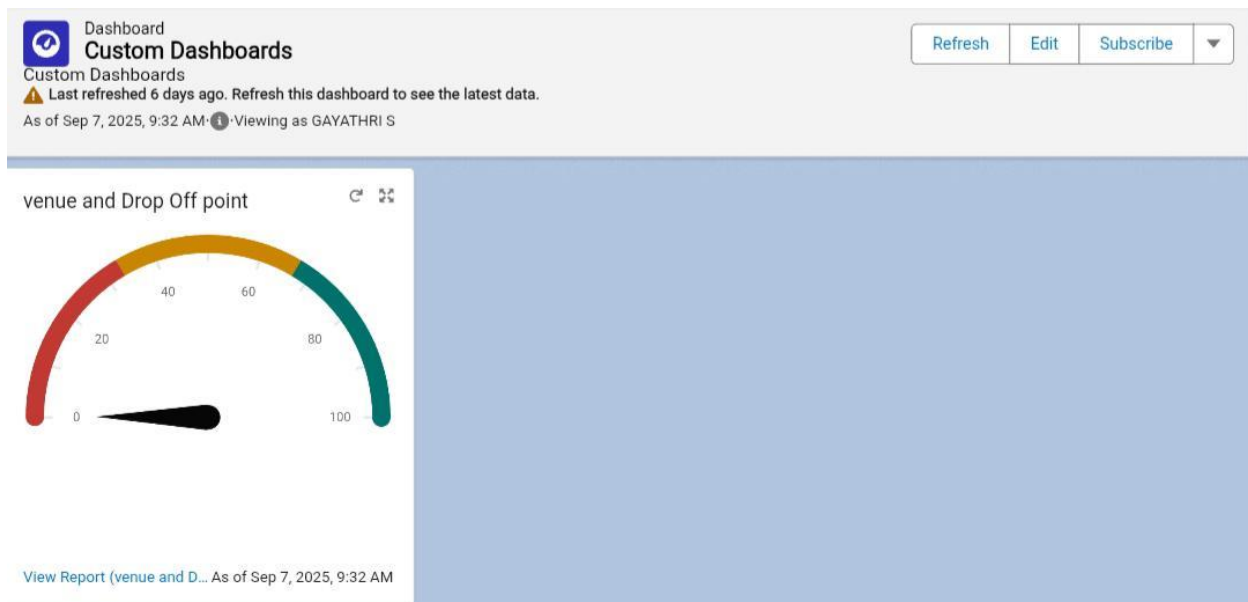 Dashboard
Custom Dashboards
Refresh Edit Subscribe
Custom Dashboards
Last refreshed 6 days ago. Refresh this dashboard to see the latest data.
As of Sep 7, 2025, 9:32 AM·i·Viewing as GAYATHRI S
venue and Drop Off point
40 60
20 80
0 100
View Report (venue and D... As of Sep 7, 2025, 9:32 AM